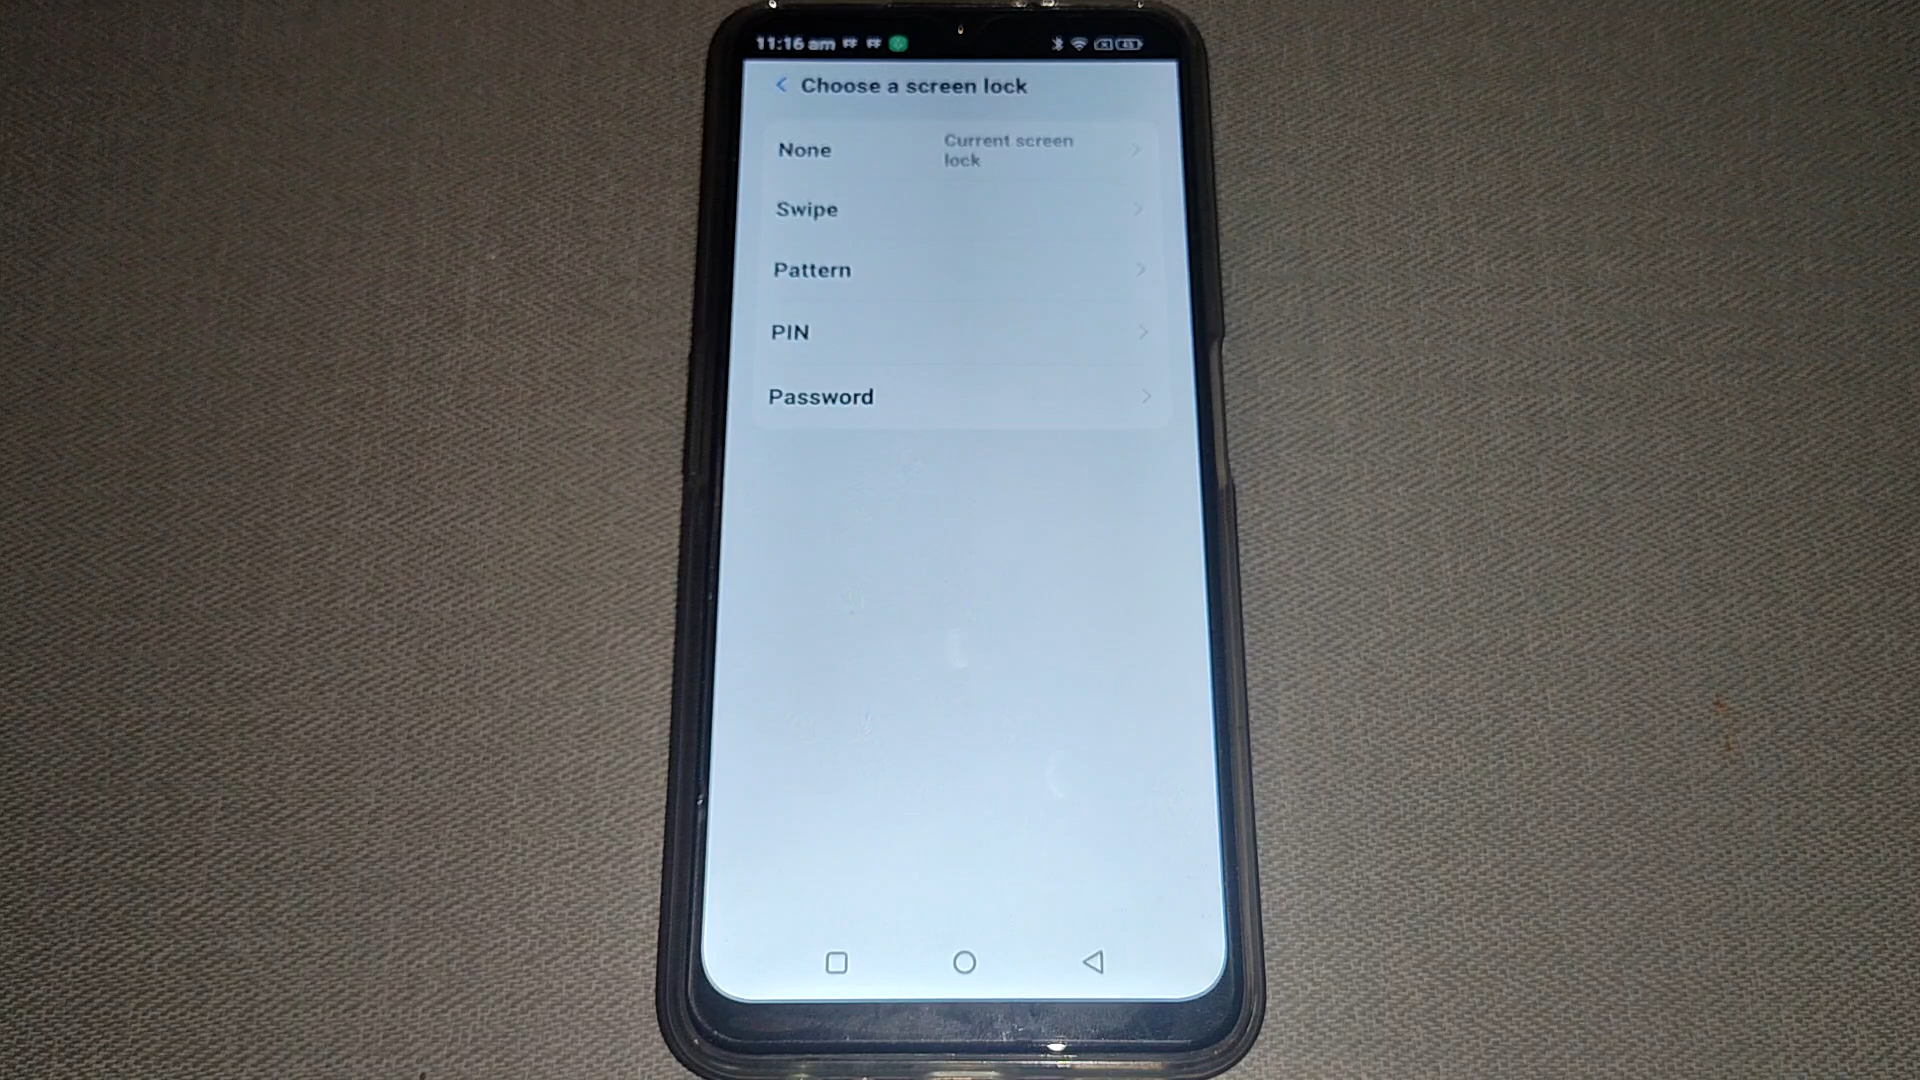 11:16 am
Choose a screen lock
None
Current screen
lock
Swipe
Pattern
PIN
Password